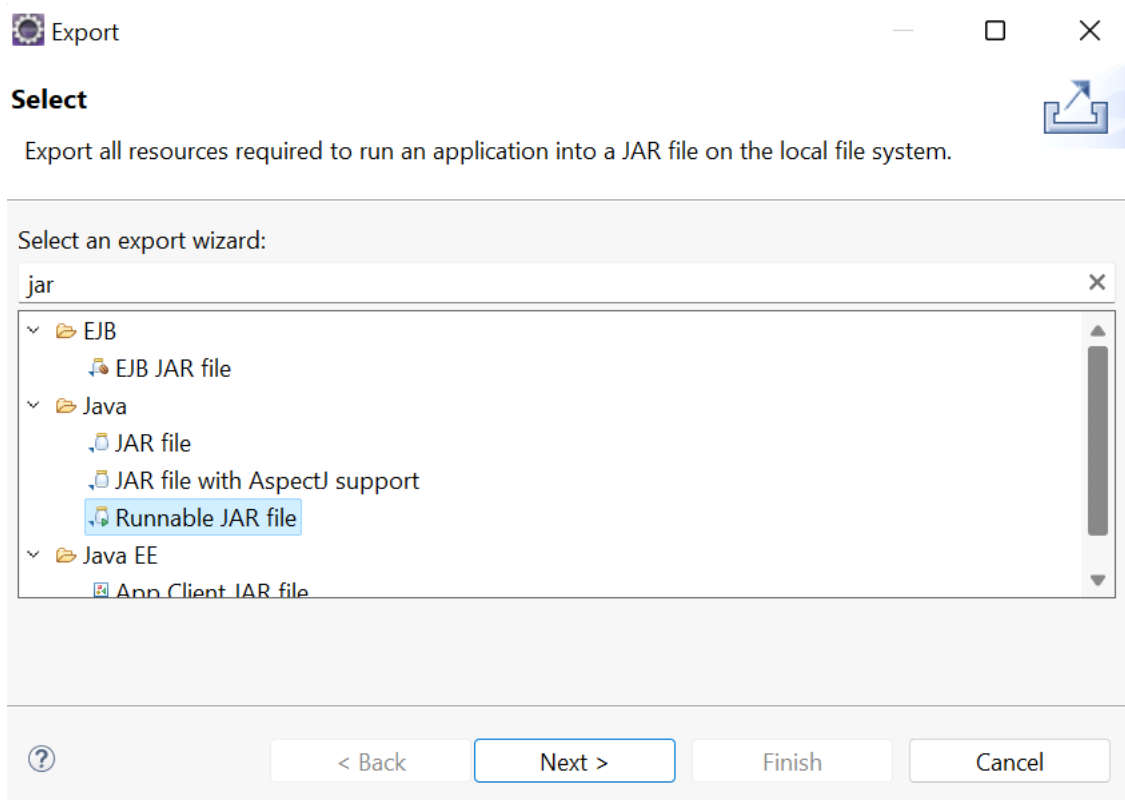 Export
Select
Export all resources required to run an application into a JAR file on the local file system.
Select an export wizard:
jar
EJB
EJB JAR file
Java
JAR file
JAR file with AspectJ support
Runnable JAR file
Java EE
App Client JAR file
< Back
Next >
Finish
Cancel